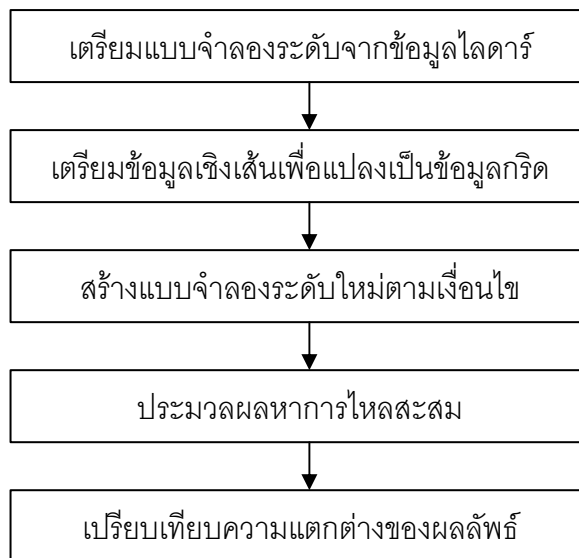 เตรียมแบบจำลองระดับจากข้อมูลไลดาร์
เตรียมข้อมูลเชิงเส้นเพื่อแปลงเป็นข้อมูลกริด
สร้างแบบจำลองระดับใหม่ตามเงื่อนไข
ประมวลผลหาการไหลสะสม
เปรียบเทียบความแตกต่างของผลลัพธ์